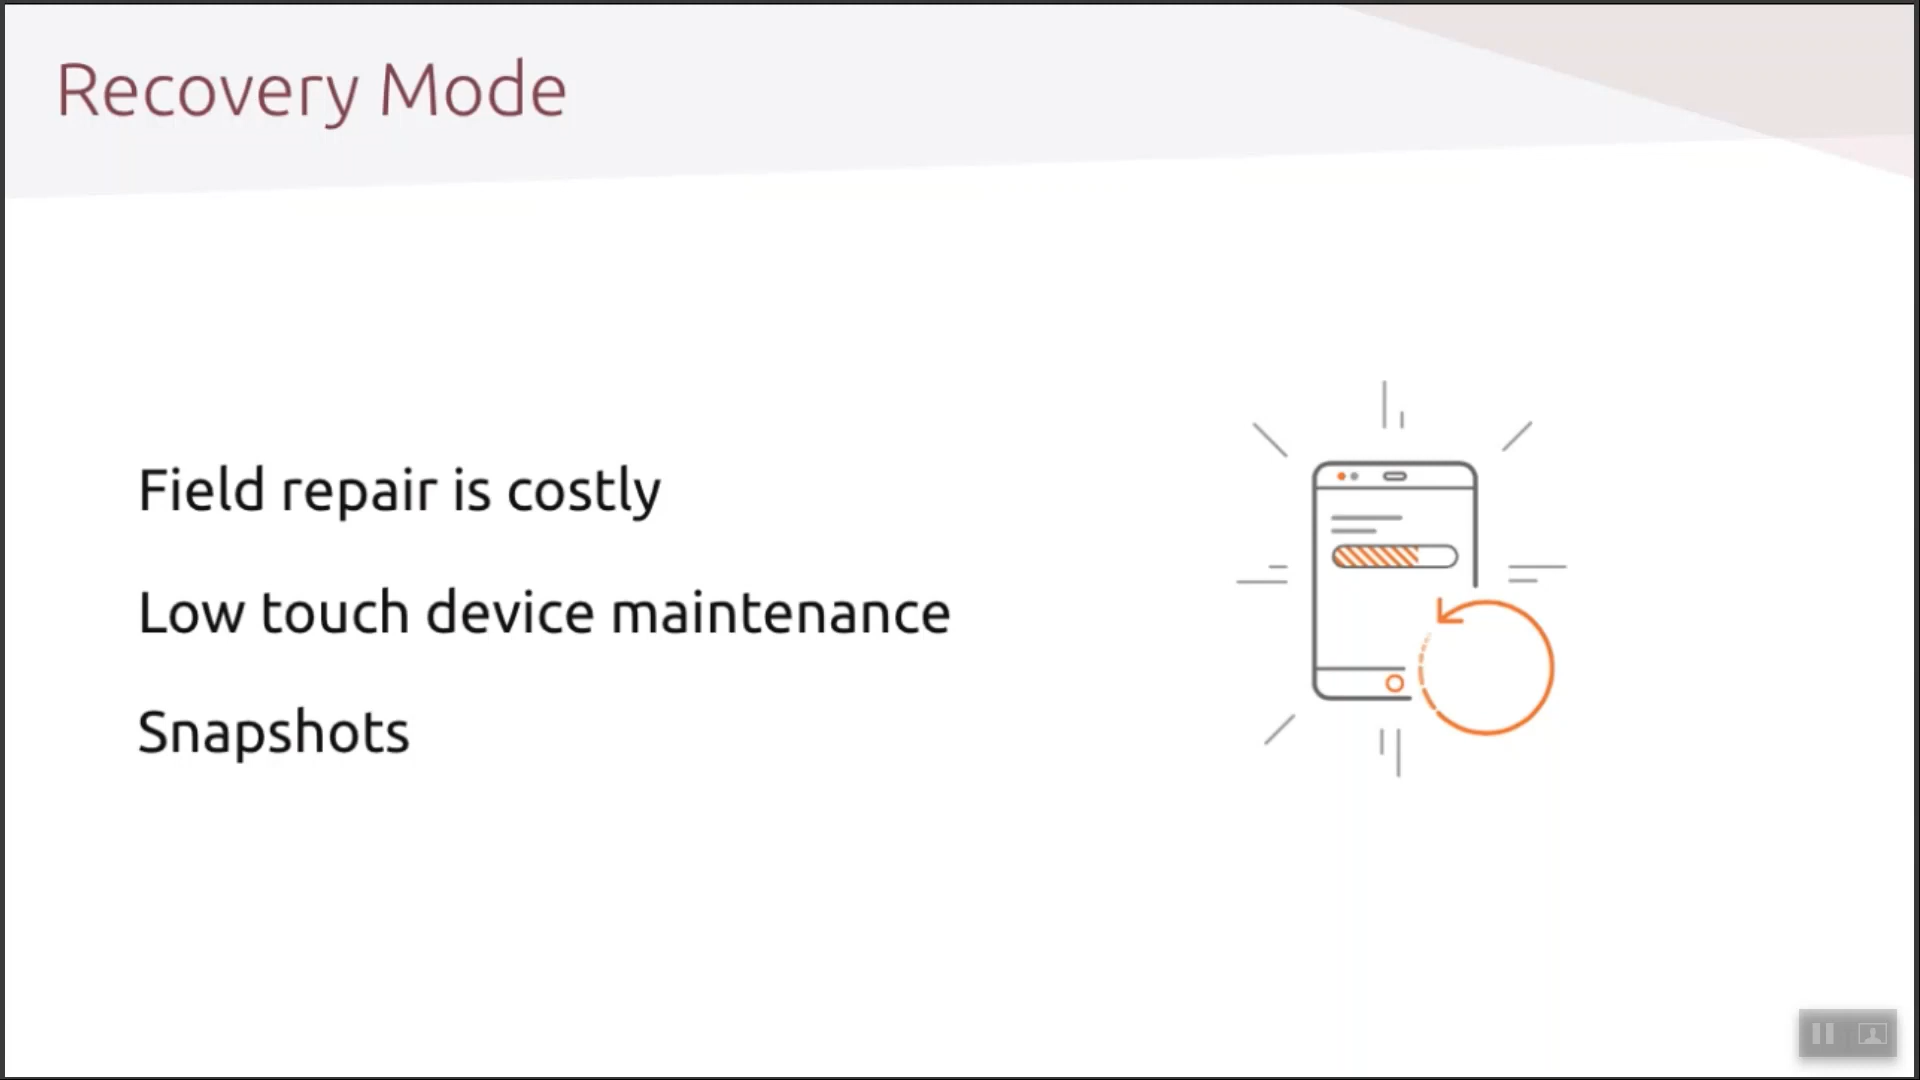 Recovery Mode
Field repair is costly
Low touch device maintenance
Snapshots